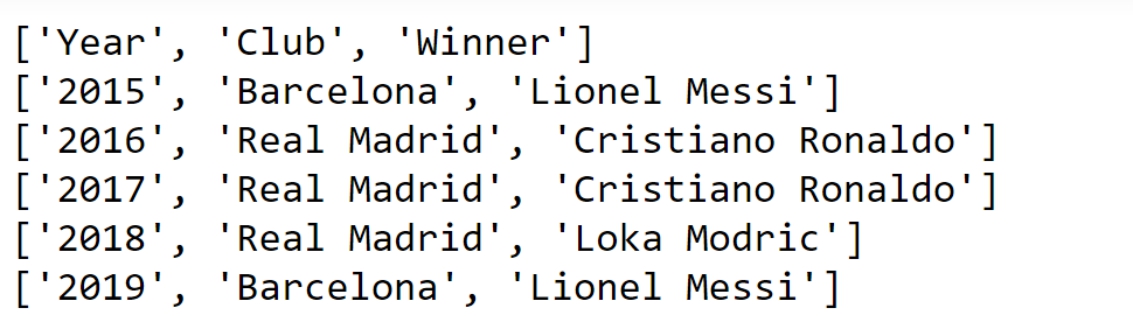 ['Year', 'Club', 'Winner']
['2015', 'Barcelona', 'Lionel Messi']
['2016', 'Real Madrid', 'Cristiano Ronaldo']
['2017', 'Real Madrid', 'Cristiano Ronaldo']
['2018', 'Real Madrid', 'Loka Modric']
['2019', 'Barcelona', 'Lionel Messi']